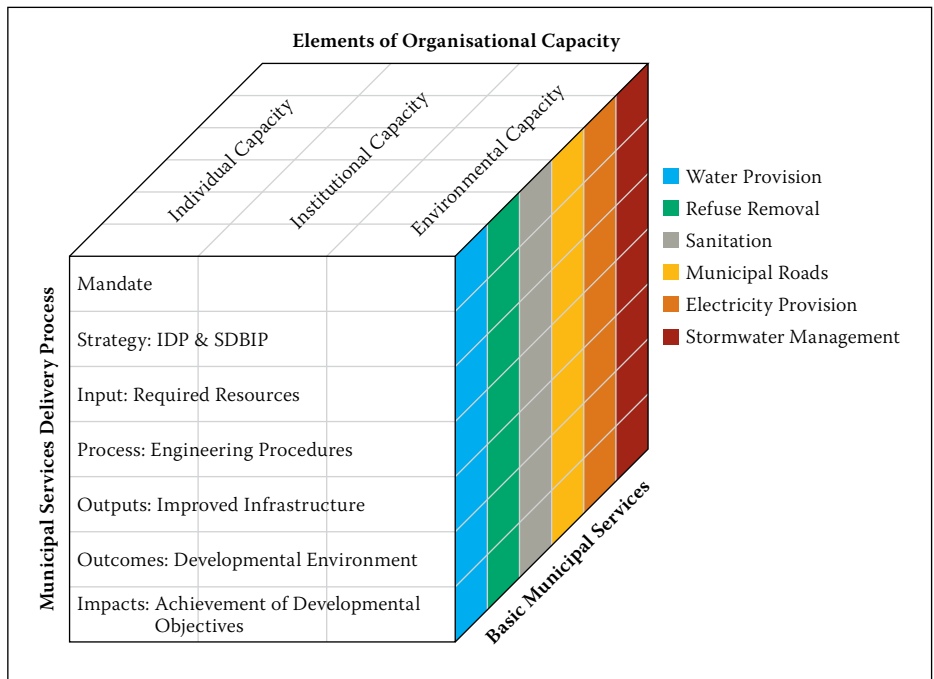 Elements of Organisational Capacity
Individual Capacity
Institutional Capacity
Environmental Capacity
Water Provision
Refuse Removal
Sanitation
Municipal Roads
Electricity Provision
Stormwater Management
Municipal Services Delivery Process
Mandate
Strategy: IDP & SDBIP
Input: Required Resources
Process: Engineering Procedures
Outputs: Improved Infrastructure
Outcomes: Developmental Environment
Impacts: Achievement of Developmental
Objectives
Basic Municipal Services